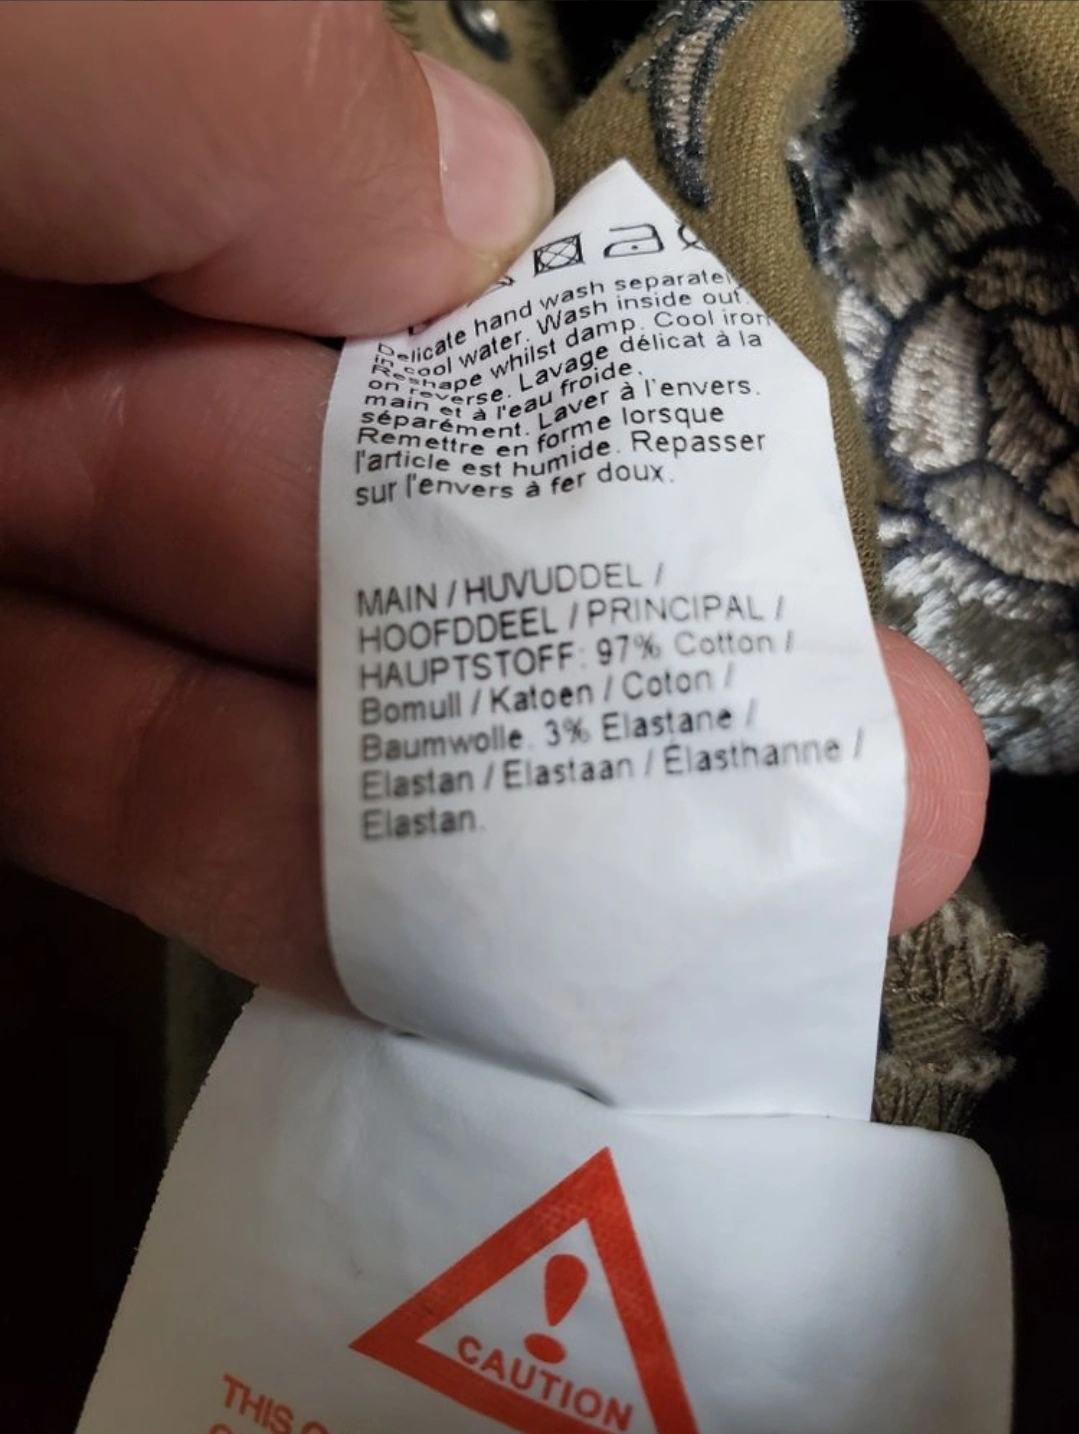 Delicate hand wash separately
in cool water. Wash inside out.
Reshape whilst damp. Cool iron
on reverse. Lavage délicat à la
main et à l'eau froide,
séparément. Laver à l'envers.
Remettre en forme lorsque
l'article est humide. Repasser
sur l'envers à fer doux.
MAIN / HUVUDDEL /
HOOFDDEEL / PRINCIPAL /
HAUPTSTOFF: 97% Cotton /
Bomull / Katoen / Coton /
Baumwolle. 3% Elastane /
Elastan / Elastaan / Élasthanne /
Elastan.
CAUTION
THIS